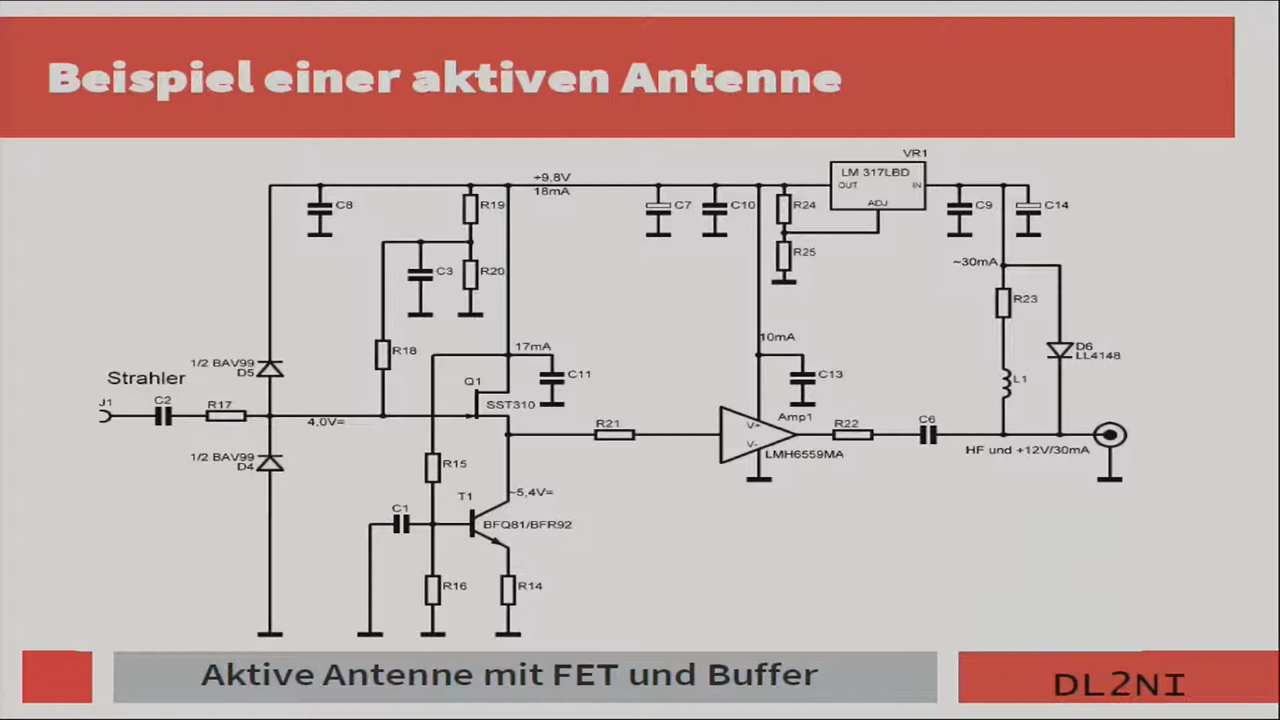 Beispiel einer aktiven Antenne
VR1
LM 317LBD
OUT
IN
ADJ
+9,8V
18mA
C8
R19
C7
C10
R24
C9
C14
C3
R20
R25
~30mA
R23
R18
17mA
10mA
D6
LL4148
1/2 BAV99
D5
Strahler
Q1
C11
C13
L1
J1
C2
R17
SST310
4,0V=
R21
Amp1
V+
V-
R22
C6
LMH6559MA
HF und +12V/30mA
1/2 BAV99
D4
R15
~5,4V=
T1
C1
BFQ81/BFR92
R16
R14
Aktive Antenne mit FET und Buffer
DL2NI